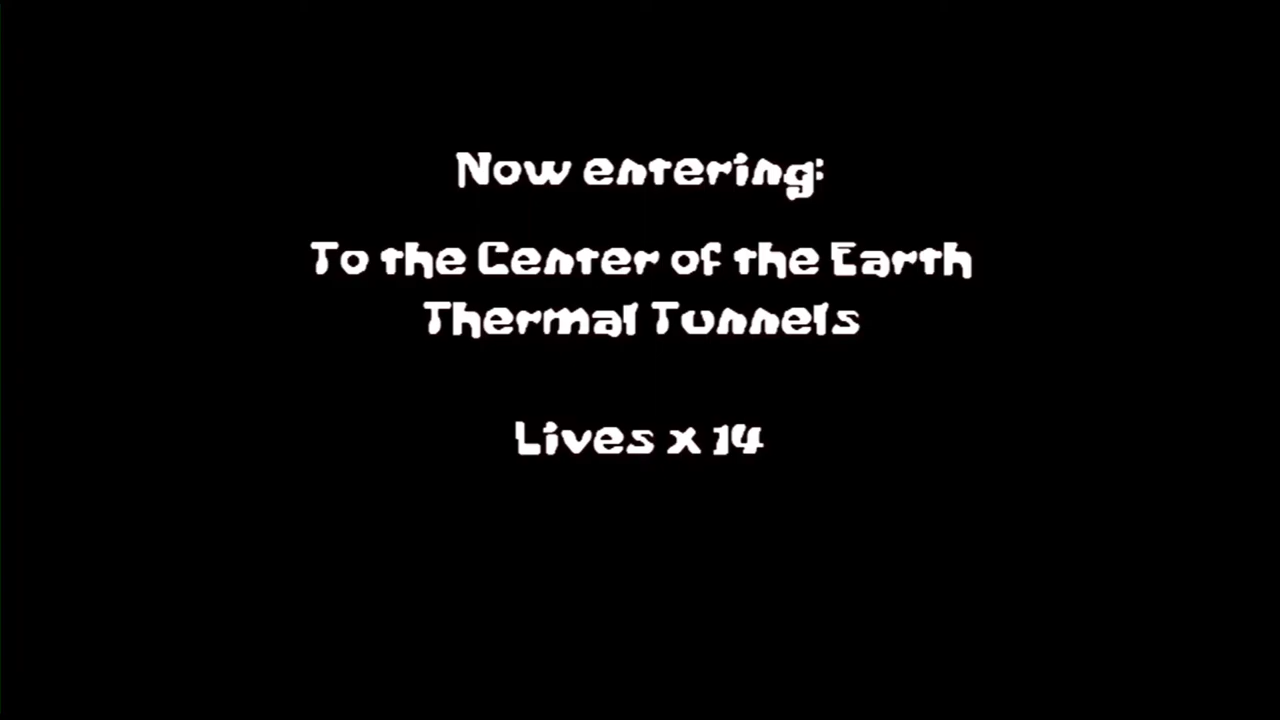 Now entering:
To the Center of the Earth
Thermal Tunnels
Lives x 14